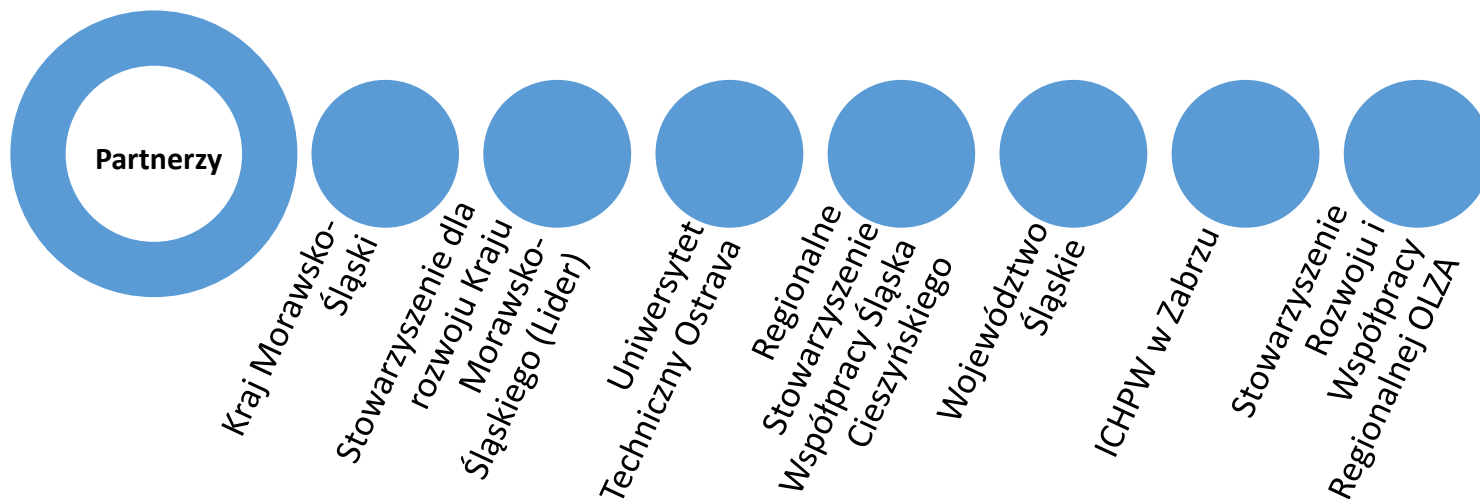 Partnerzy
Kraj Morawsko-
Śląski
Stowarzyszenie dla
rozwoju Kraju
Morawsko-
Śląskiego (Lider)
Uniwersytet
Techniczny Ostrava
Regionalne
Stowarzyszenie
Współpracy Śląska
Cieszyńskiego
Województwo
Śląskie
ICHPW w Zabrzu
Stowarzyszenie
Rozwoju i
Współpracy
Regionalnej OLZA